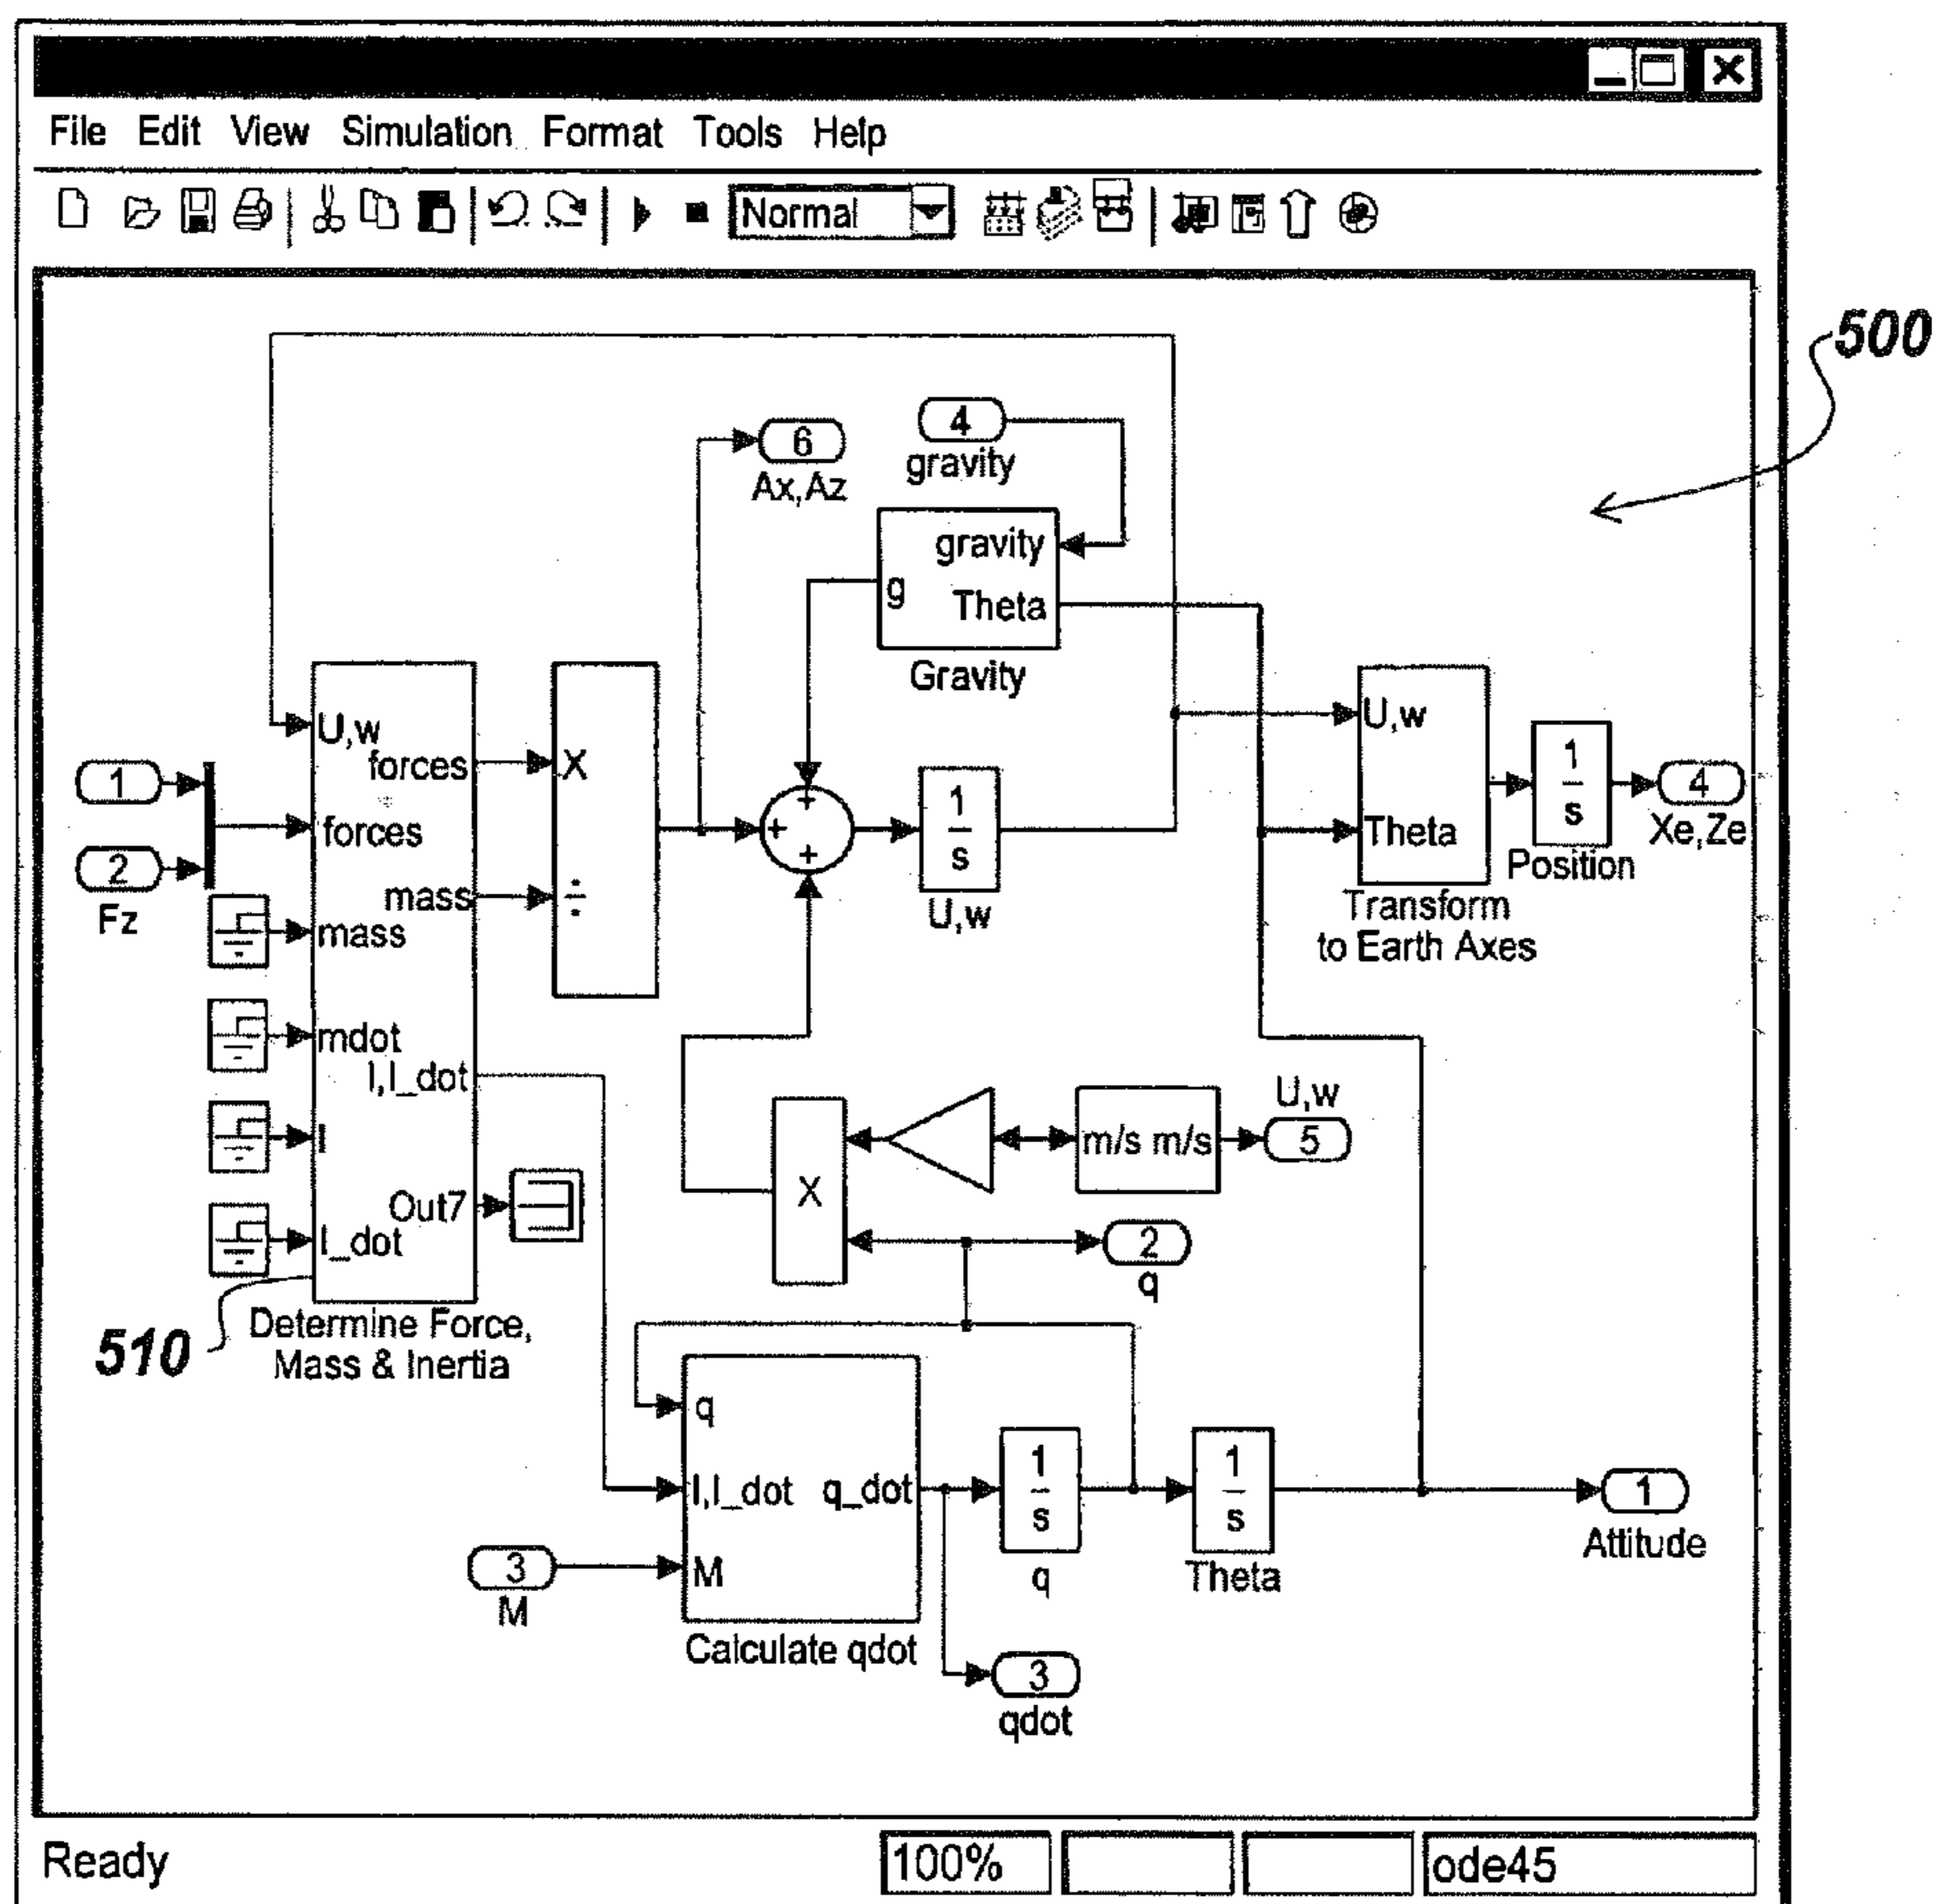 File Edit View Simulation Format Tools Help
Normal
500
6
Ax,Az
4
gravity
gravity
g
Theta
Gravity
U,w
forces
X
1
forces
2
Fz
mass
÷
mass
mdot
I,I_dot
I
Out7
I_dot
510
Determine Force,
Mass & Inertia
+
+
+
1
s
U,w
U,w
Theta
Transform
to Earth Axes
1
s
Position
4
Xe,Ze
X
m/s m/s
U,w
5
2
q
q
I,I_dot q_dot
M
Calculate qdot
3
M
1
s
q
1
s
Theta
1
Attitude
3
qdot
Ready
100%
ode45